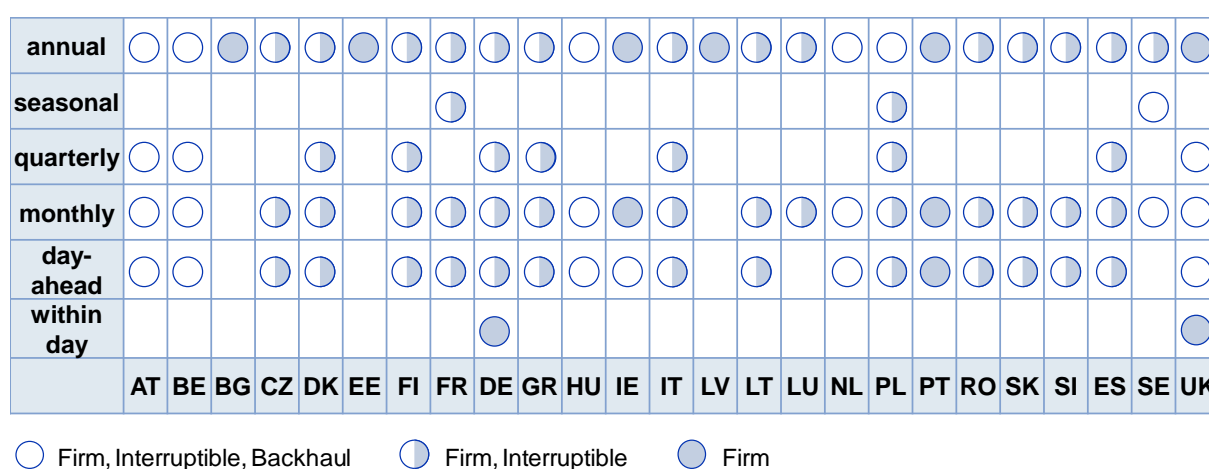 annual
seasonal
quarterly
monthly
day-
ahead
within
day
AT BE BG CZ DK EE FI FR DE GR HU IE IT LV LT LU NL PL PT RO SK SI ES SE UK
Firm, Interruptible, Backhaul Firm, Interruptible Firm